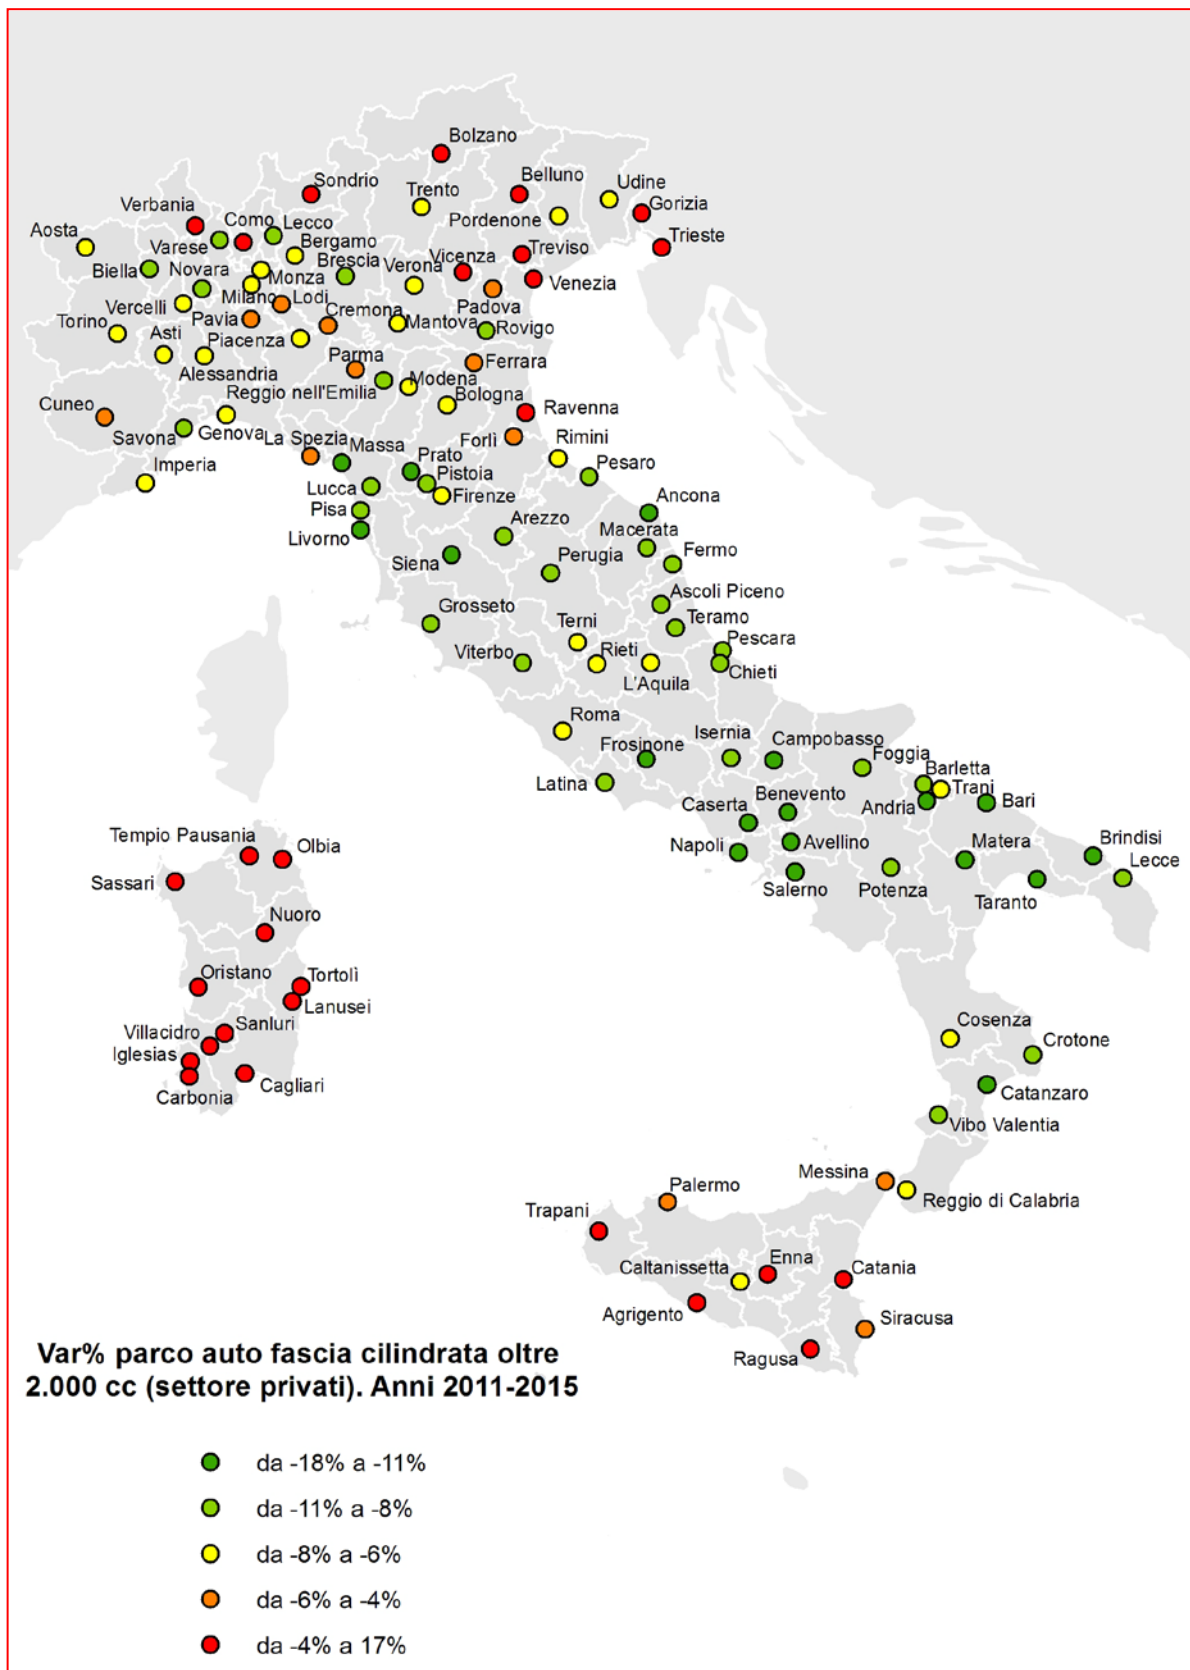 Bolzano
Sondrio
Belluno
Trento
Udine
Verbania
Pordenone
Gorizia
Como
Lecco
Aosta
Trieste
Varese
Bergamo
Treviso
Vicenza
Biella
Novara
Brescia
Verona
Monza
Venezia
Vercelli
Milano
Lodi
Padova
Torino
Pavia
Cremona
Mantova
Rovigo
Asti
Piacenza
Parma
Ferrara
Alessandria
Reggio nell'Emilia
Modena
Bologna
Cuneo
Ravenna
Savona
Genova
La Spezia
Massa
Forlì
Rimini
Imperia
Prato
Pistoia
Pesaro
Lucca
Firenze
Ancona
Pisa
Arezzo
Macerata
Livorno
Siena
Perugia
Fermo
Grosseto
Ascoli Piceno
Terni
Teramo
Pescara
Viterbo
Rieti
L'Aquila
Chieti
Roma
Isernia
Campobasso
Frosinone
Foggia
Latina
Barletta
Trani
Benevento
Caserta
Andria
Bari
Tempio Pausania
Olbia
Napoli
Avellino
Matera
Brindisi
Lecce
Sassari
Salerno
Potenza
Taranto
Nuoro
Oristano
Tortolì
Lanusei
Villacidro
Sanluri
Cosenza
Iglesias
Crotone
Carbonia
Cagliari
Catanzaro
Vibo Valentia
Messina
Palermo
Reggio di Calabria
Trapani
Caltanissetta
Enna
Catania
Agrigento
Siracusa
Ragusa
Var% parco auto fascia cilindrata oltre
2.000 cc (settore privati). Anni 2011-2015
da -18% a -11%
da -11% a -8%
da -8% a -6%
da -6% a -4%
da -4% a 17%